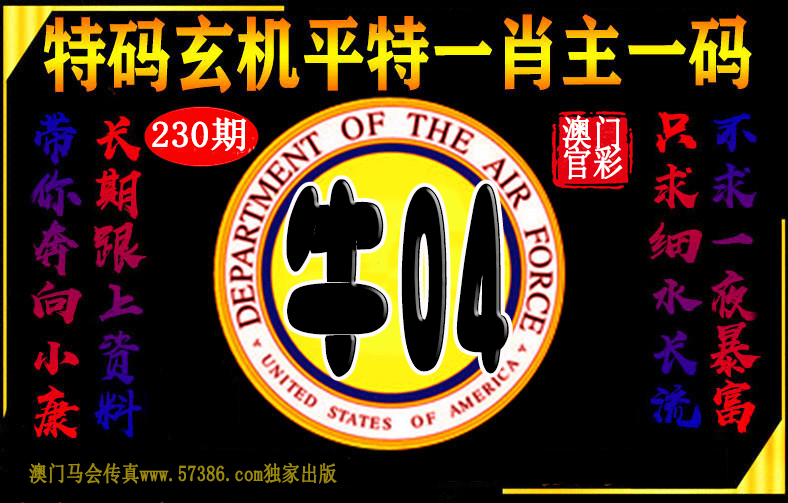 特码玄机平特一肖主一码
230期
澳门
官彩
不求一夜暴富
只求细水长流
长期跟上资料
带你奔向小康
DEPARTMENT OF THE AIR FORCE
牛04
UNITED STATES OF AMERICA
澳门马会传真www.57386.com独家出版